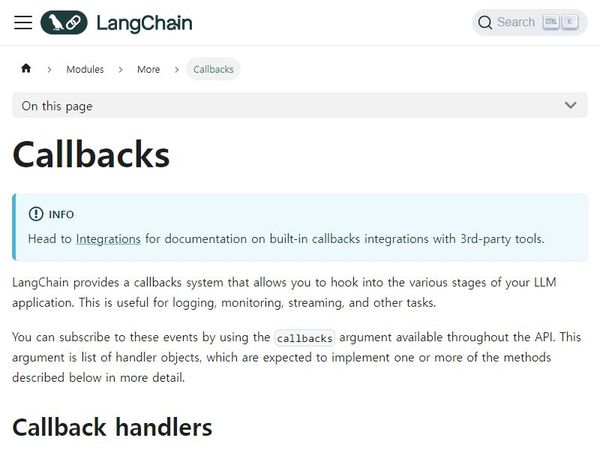 LangChain
Search CTRL K
Modules > More > Callbacks
On this page
Callbacks
INFO
Head to Integrations for documentation on built-in callbacks integrations with 3rd-party tools.
LangChain provides a callbacks system that allows you to hook into the various stages of your LLM
application. This is useful for logging, monitoring, streaming, and other tasks.
You can subscribe to these events by using the callbacks argument available throughout the API. This
argument is list of handler objects, which are expected to implement one or more of the methods
described below in more detail.
Callback handlers